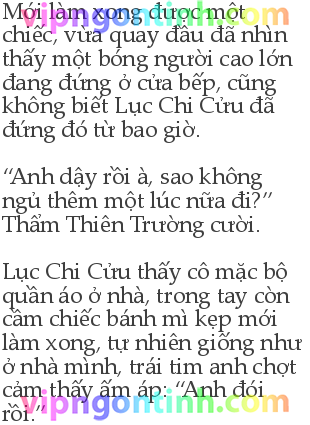 Mới làm xong được một
chiếc, vừa quay đầu đã nhìn
thấy một bóng người cao lớn
đang đứng ở cửa bếp, cũng
không biết Lục Chi Cửu đã
đứng đó từ bao giờ.
“Anh dậy rồi à, sao không
ngủ thêm một lúc nữa đi?”
Thẩm Thiên Trường cười.
Lục Chi Cửu thấy cô mặc bộ
quần áo ở nhà, trong tay còn
cầm chiếc bánh mì kẹp mới
làm xong, tự nhiên giống như
ở nhà mình, trái tim anh chợt
cảm thấy ấm áp: “Anh đói
rồi.”
vipngontinh.com
vipngontinh.com